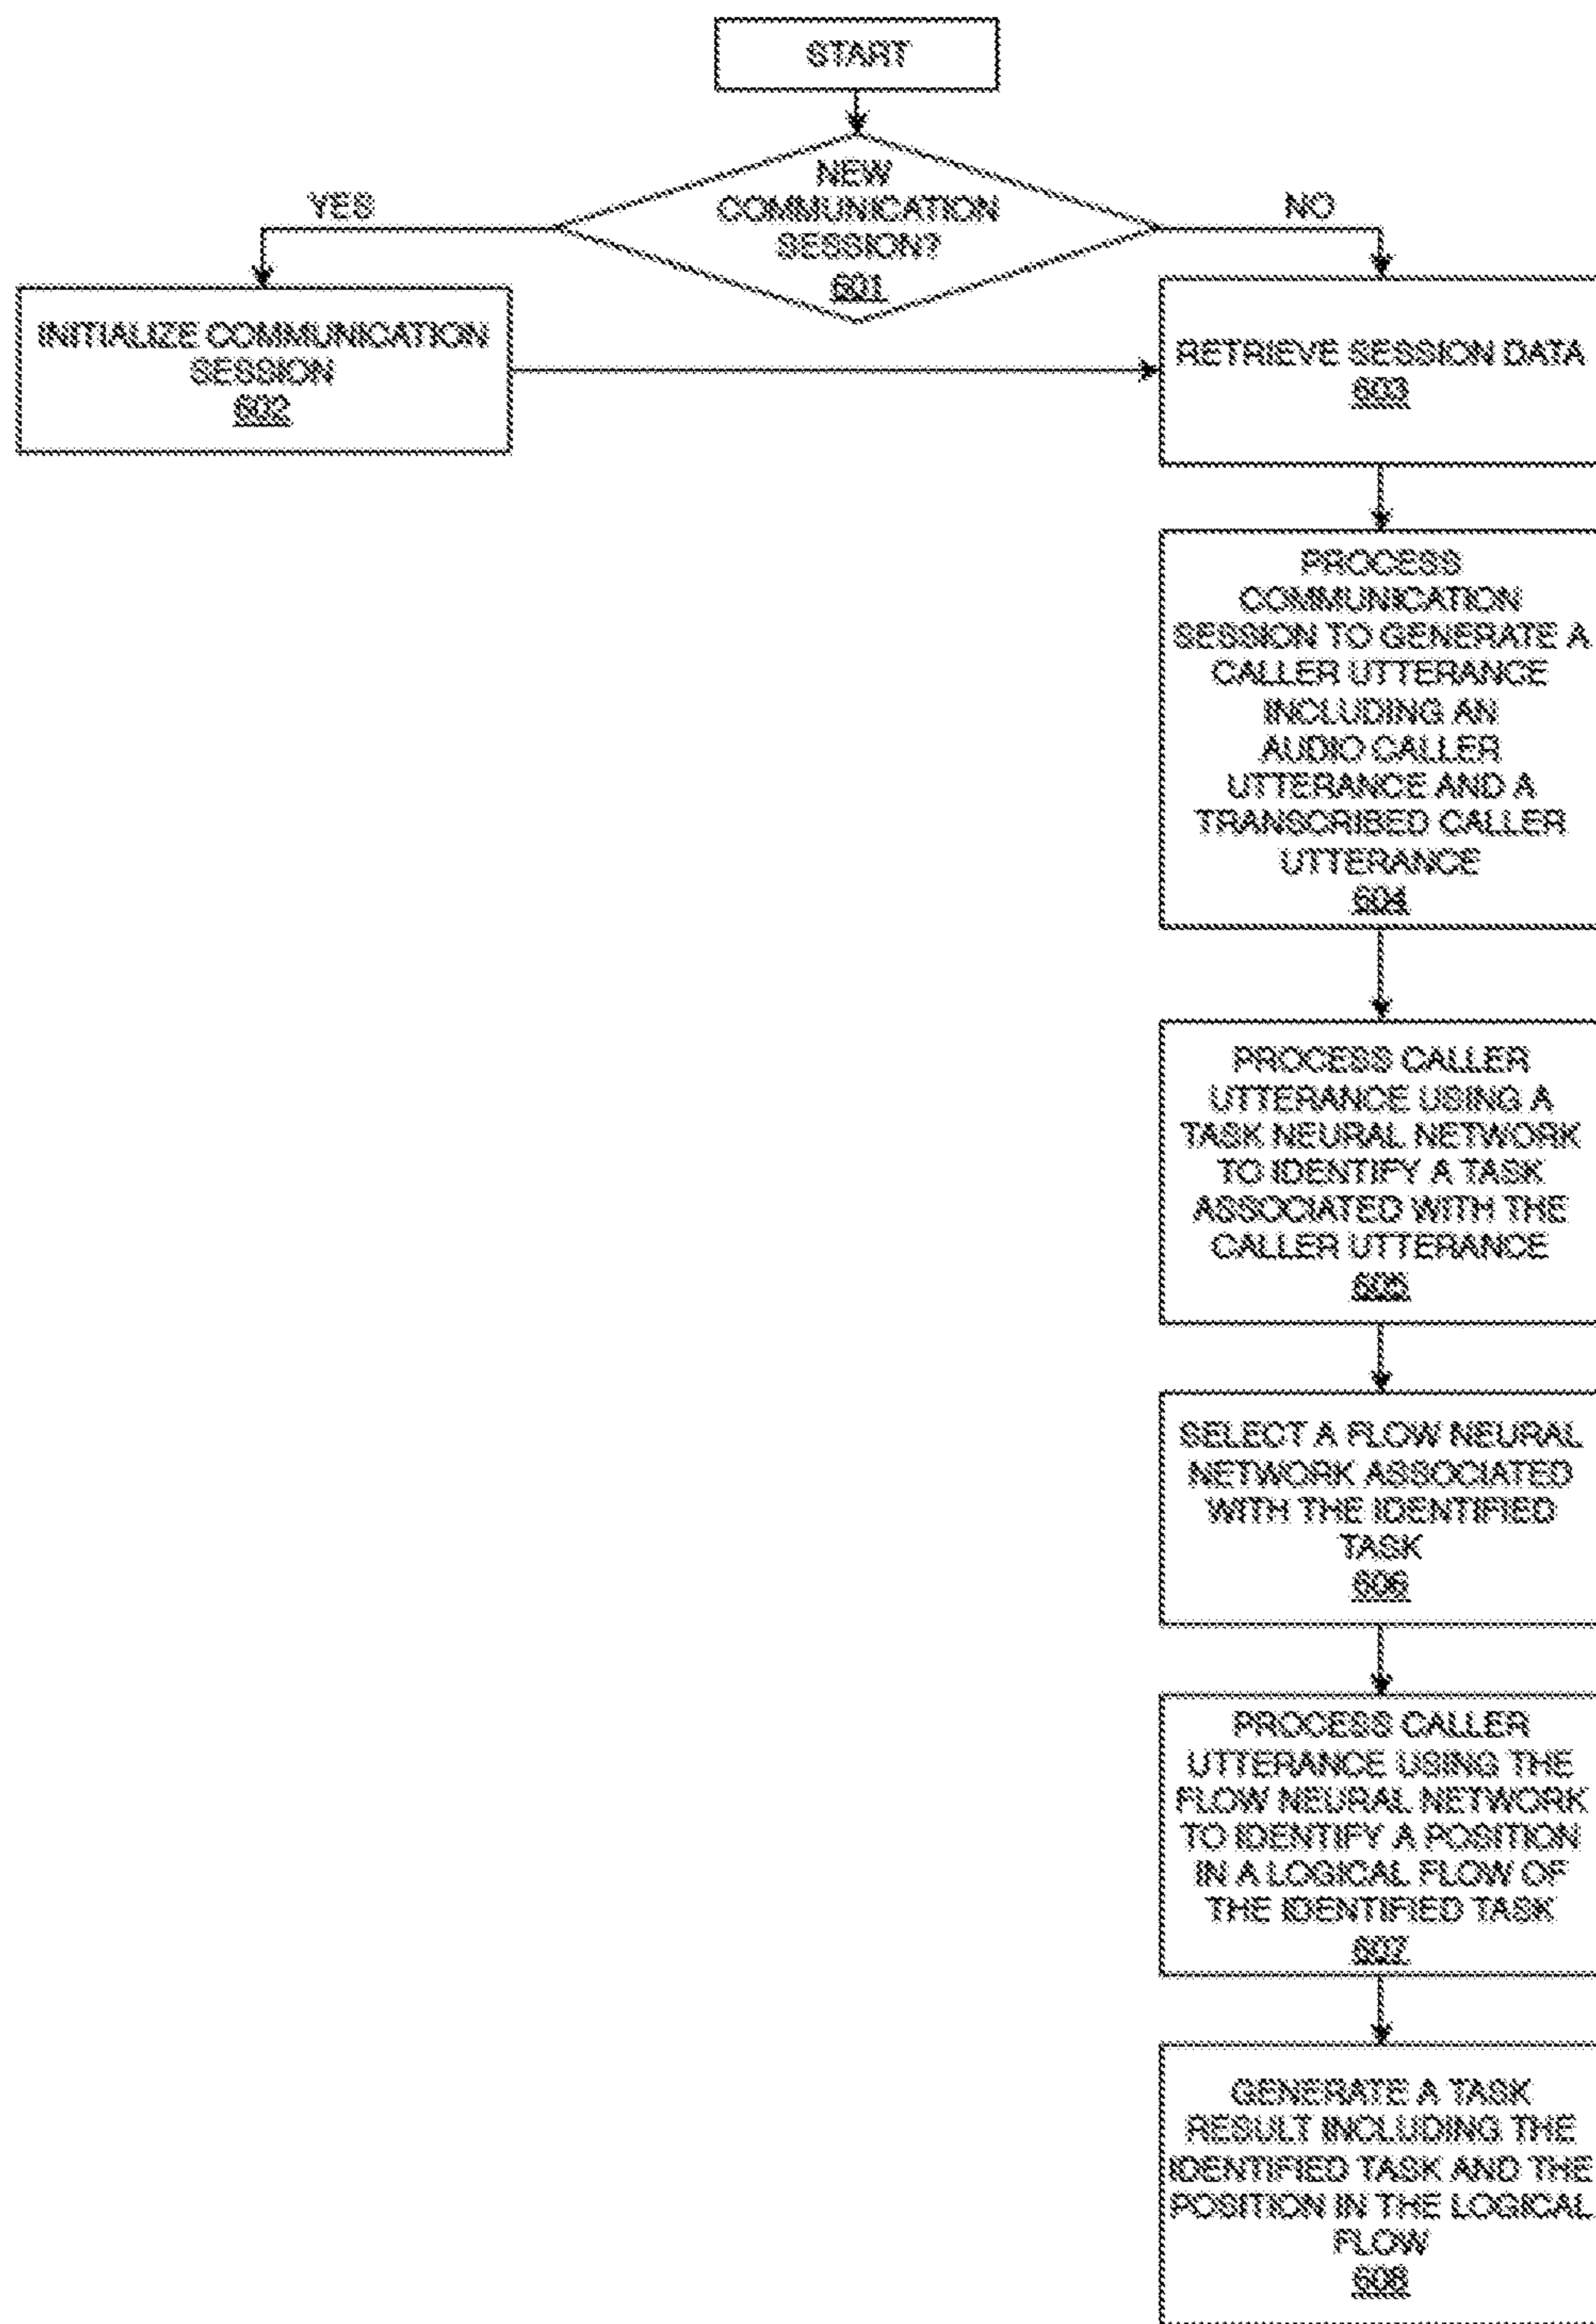 START
NEW
COMMUNICATION
SESSION?
601
YES
NO
INITIALIZE COMMUNICATION
SESSION
602
RETRIEVE SESSION DATA
603
PROCESS
COMMUNICATION
SESSION TO GENERATE A
CALLER UTTERANCE
INCLUDING AN
AUDIO CALLER
UTTERANCE AND A
TRANSCRIBED CALLER
UTTERANCE
604
PROCESS CALLER
UTTERANCE USING A
TASK NEURAL NETWORK
TO IDENTIFY A TASK
ASSOCIATED WITH THE
CALLER UTTERANCE
605
SELECT A FLOW NEURAL
NETWORK ASSOCIATED
WITH THE IDENTIFIED
TASK
606
PROCESS CALLER
UTTERANCE USING THE
FLOW NEURAL NETWORK
TO IDENTIFY A POSITION
IN A LOGICAL FLOW OF
THE IDENTIFIED TASK
607
GENERATE A TASK
RESULT INCLUDING THE
IDENTIFIED TASK AND THE
POSITION IN THE LOGICAL
FLOW
608